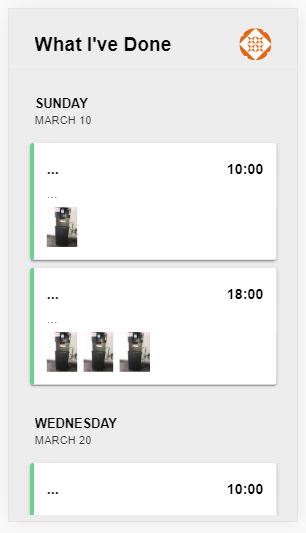 What I've Done
SUNDAY
MARCH 10
... 10:00
...
... 18:00
...
WEDNESDAY
MARCH 20
... 10:00